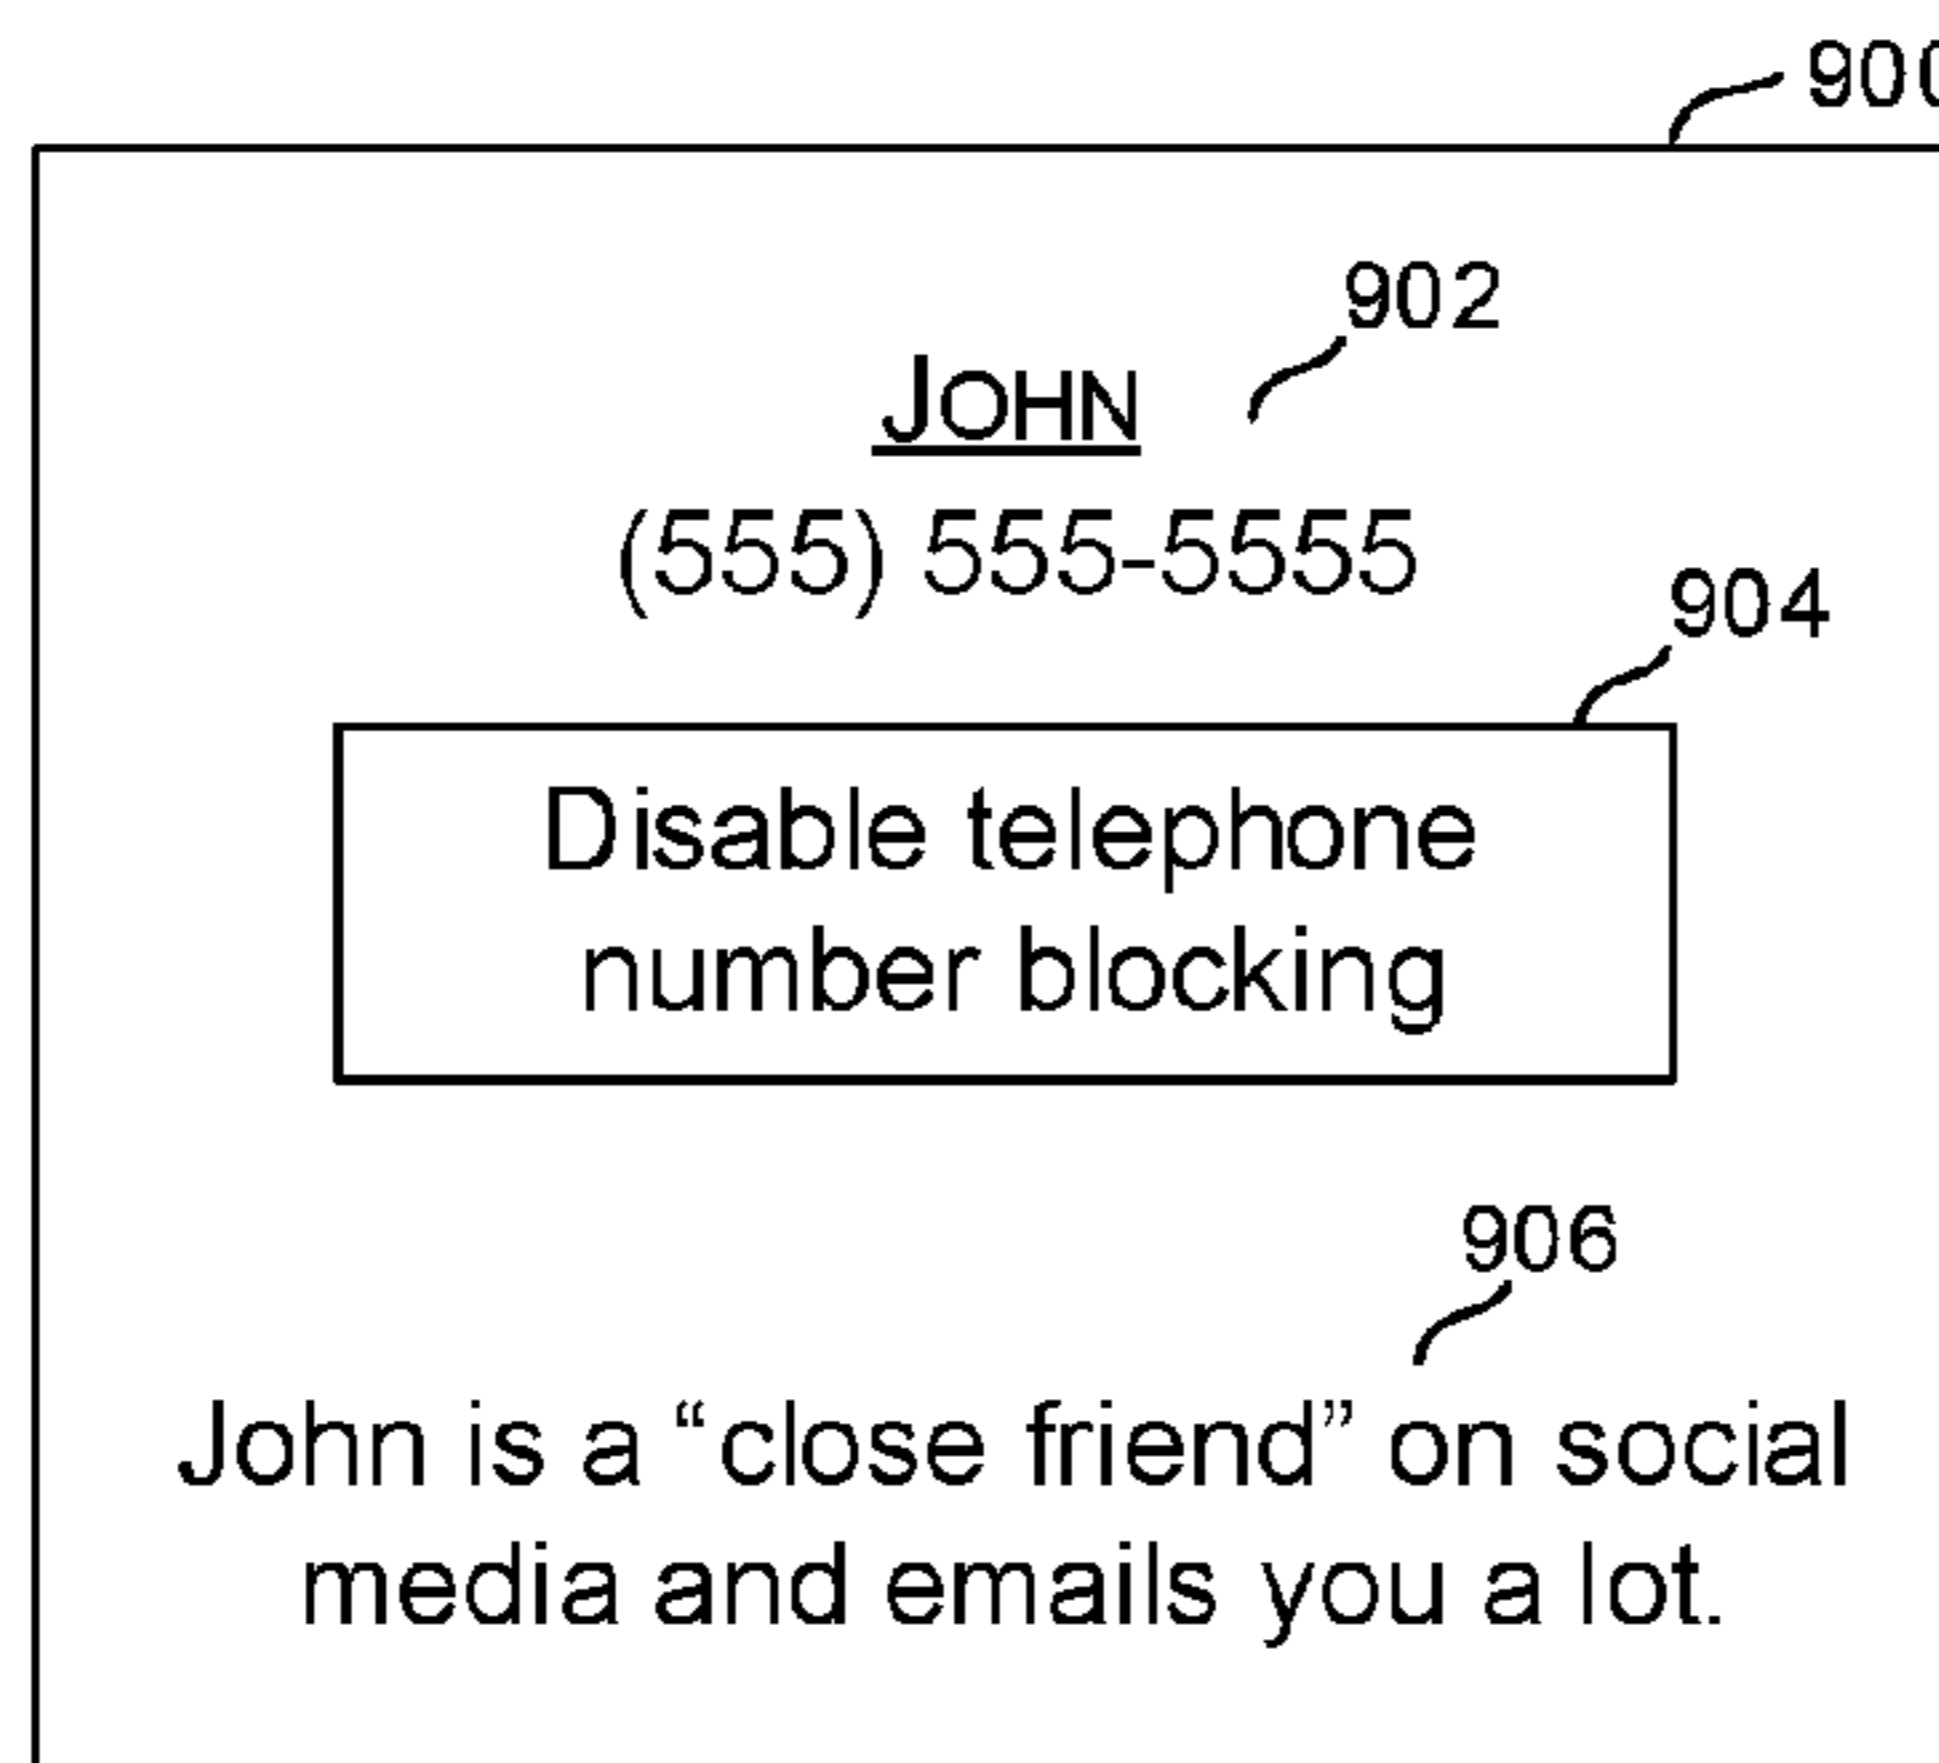 900
902
JOHN
(555) 555-5555
904
Disable telephone
number blocking
906
John is a “close friend” on social
media and emails you a lot.